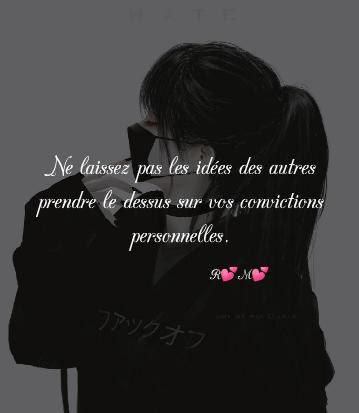 HATE
Ne laissez pas les idées des autres
prendre le dessus sur vos convictions
personnelles.
R💕M💕
ファックオフ